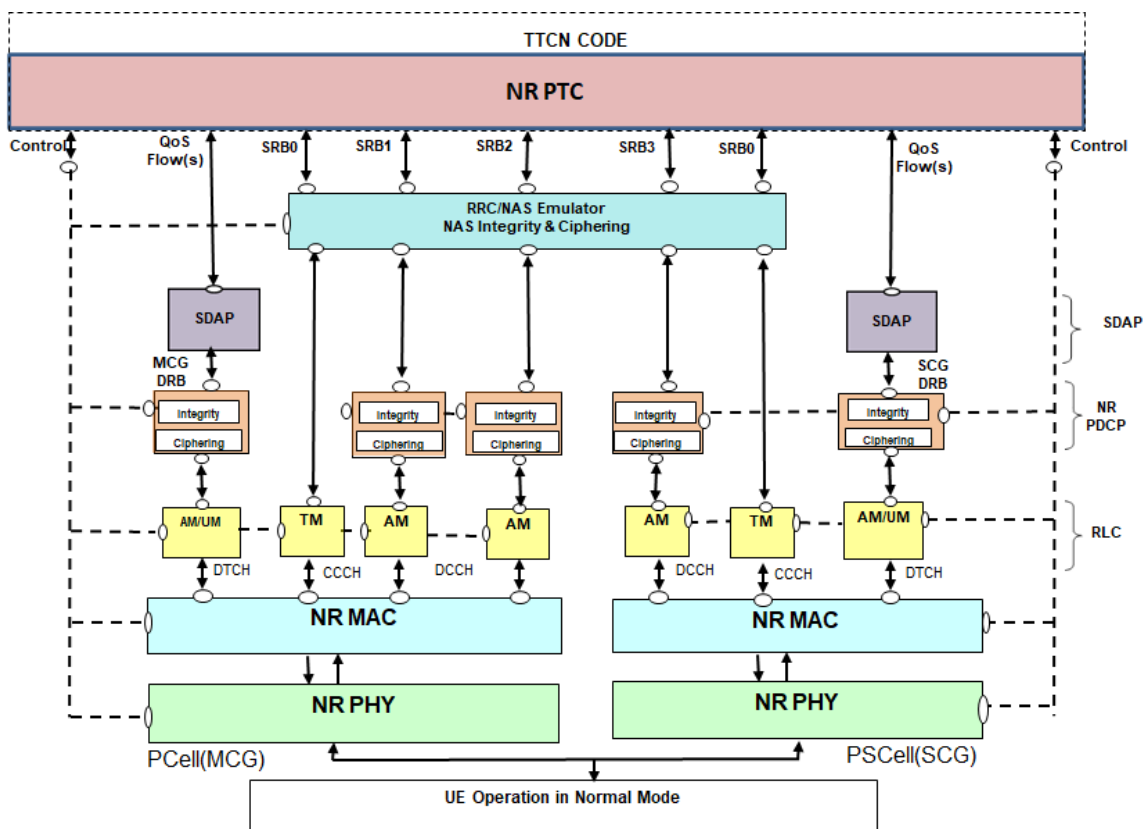 TTCN CODE
NR PTC
Control
QoS
Flow(s)
SRB0
SRB1
SRB2
SRB3
SRB0
QoS
Flow(s)
Control
RRC/NAS Emulator
NAS Integrity & Ciphering
SDAP
SDAP
SDAP
MCG
DRB
SCG
DRB
Integrity
Ciphering
Integrity
Ciphering
Integrity
Ciphering
Integrity
Ciphering
Integrity
Ciphering
NR
PDCP
AM/UM
TM
AM
AM
AM
TM
AM/UM
RLC
DTCH
CCCH
DCCH
DCCH
CCCH
DTCH
NR MAC
NR MAC
NR PHY
NR PHY
PCell(MCG)
PSCell(SCG)
UE Operation in Normal Mode